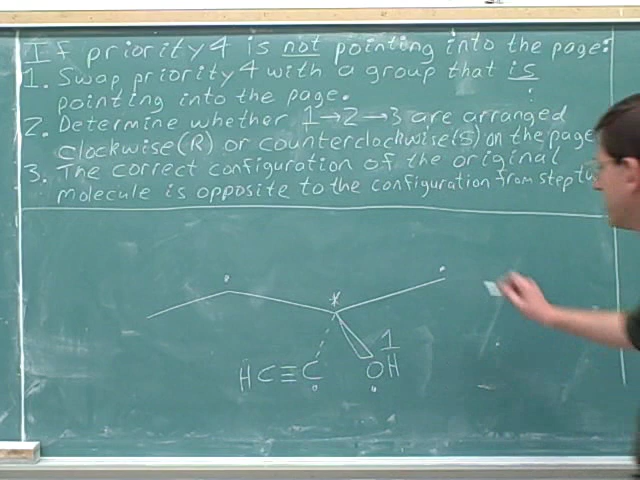 If priority 4 is not pointing into the page:
1. Swap priority 4 with a group that is
pointing into the page.
2. Determine whether 1→2→3 are arranged
clockwise(R) or counterclockwise(S) on the page
3. The correct configuration of the original
molecule is opposite to the configuration from step
*
1
HC≡C OH